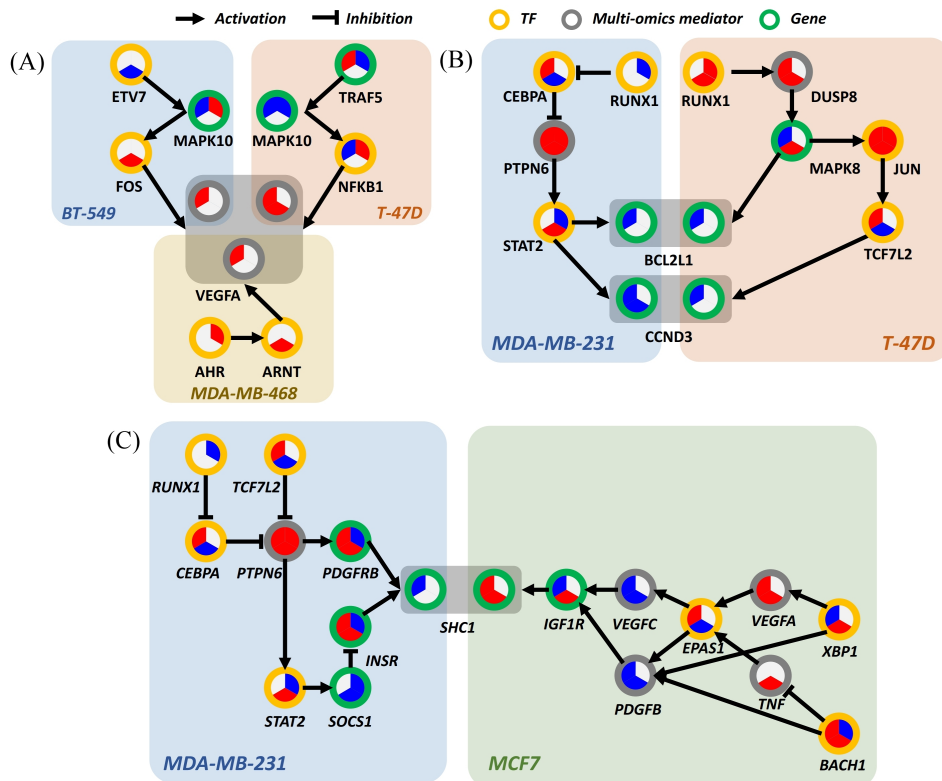 Activation Inhibition TF Multi-omics mediator Gene
(A)
ETV7 TRAF5
MAPK10 MAPK10
FOS NFKB1
BT-549 T-47D
VEGFA
AHR ARNT
MDA-MB-468
(B)
CEBPA RUNX1 RUNX1 DUSP8
PTPN6 MAPK8 JUN
STAT2 BCL2L1 TCF7L2
CCND3
MDA-MB-231 T-47D
(C)
RUNX1 TCF7L2
CEBPA PTPN6 PDGFRB
SHC1 IGF1R VEGFC EPAS1 VEGFA XBP1
INSR
STAT2 SOCS1 PDGFB TNF
BACH1
MDA-MB-231 MCF7